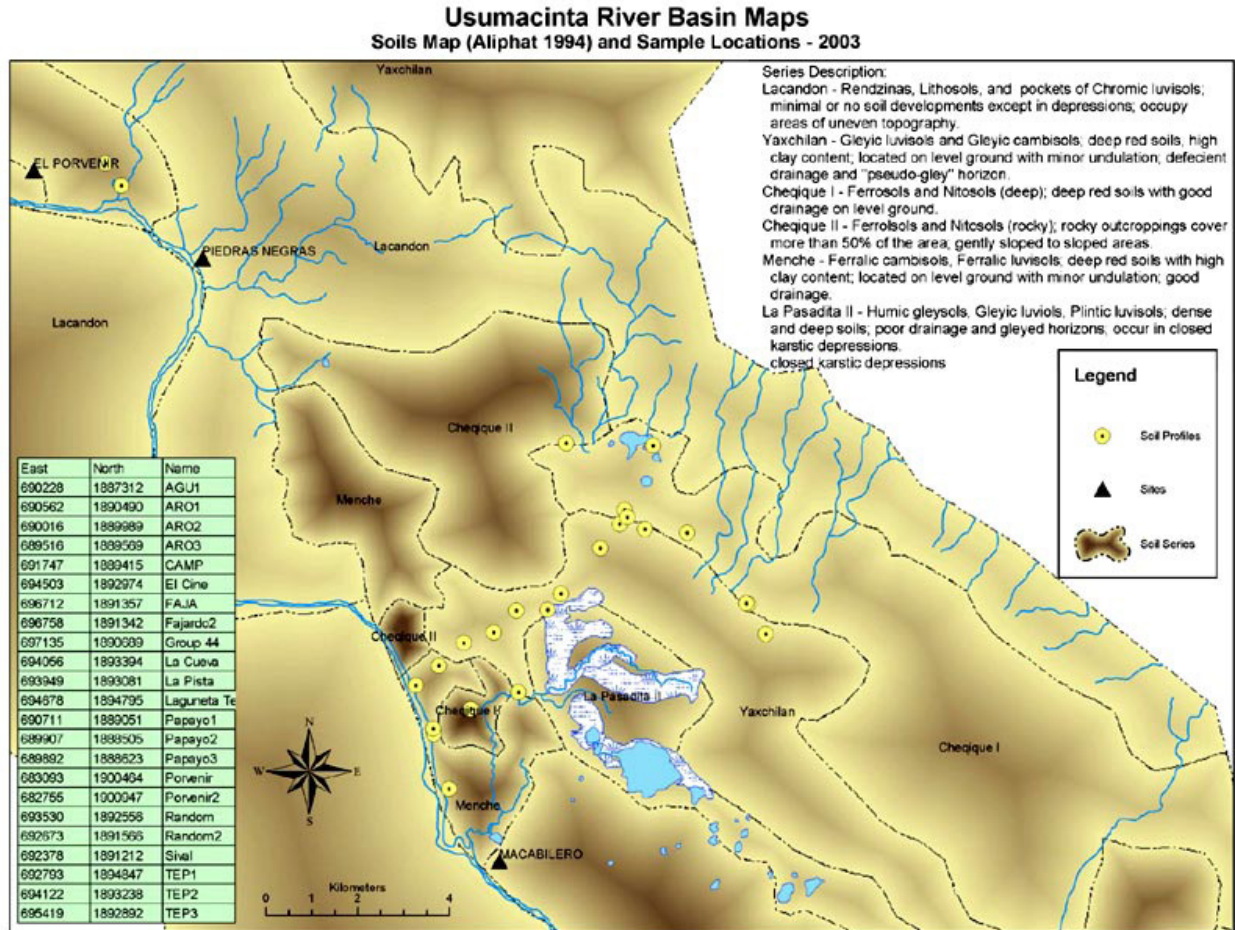 Usumacinta River Basin Maps
Soils Map (Aliphat 1994) and Sample Locations - 2003
Series Description:
Lacandon - Rendzinas, Lithosols, and pockets of Chromic luvisols;
minimal or no soil developments except in depressions; occupy
areas of uneven topography.
Yaxchilan - Gleyic luvisols and Gleyic cambisols; deep red soils, high
clay content; located on level ground with minor undulation; defecient
drainage and "pseudo-gley" horizon.
Cheqique I - Ferrosols and Nitosols (deep); deep red soils with good
drainage on level ground.
Cheqique II - Ferrolsols and Nitosols (rocky); rocky outcroppings cover
more than 50% of the area; gently sloped to sloped areas.
Menche - Ferralic cambisols, Ferralic luvisols; deep red soils with high
clay content; located on level ground with minor undulation; good
drainage.
La Pasadita II - Humic gleysols, Gleyic luviols, Plintic luvisols; dense
and deep soils; poor drainage and gleyed horizons; occur in closed
karstic depressions.
closed karstic depressions
Legend
Soil Profiles
Sites
Soil Series
Yaxchilan
EL PORVENIR
PIEDRAS NEGRAS
Lacandon
Lacandon
Cheqique II
Menche
Cheqique II
Cheqique II
La Pasadita II
Yaxchilan
Cheqique I
Menche
MACABILERO
East North Name
690228 1887312 AGU1
690562 1890490 ARO1
690016 1889989 ARO2
689516 1889569 ARO3
691747 1889415 CAMP
694503 1892974 El Cine
696712 1891357 FAJA
696758 1891342 Fajardo2
697135 1890689 Group 44
694056 1893394 La Cueva
693949 1893081 La Pista
694678 1894795 Laguneta Te
690711 1889051 Papayo1
689907 1888505 Papayo2
689892 1888623 Papayo3
683093 1900464 Porvenir
682755 1900947 Porvenir2
693530 1892556 Random
692673 1891566 Random2
692378 1891212 Sival
692793 1894847 TEP1
694122 1893238 TEP2
695419 1892892 TEP3
N
W E
S
Kilometers
0 1 2 4